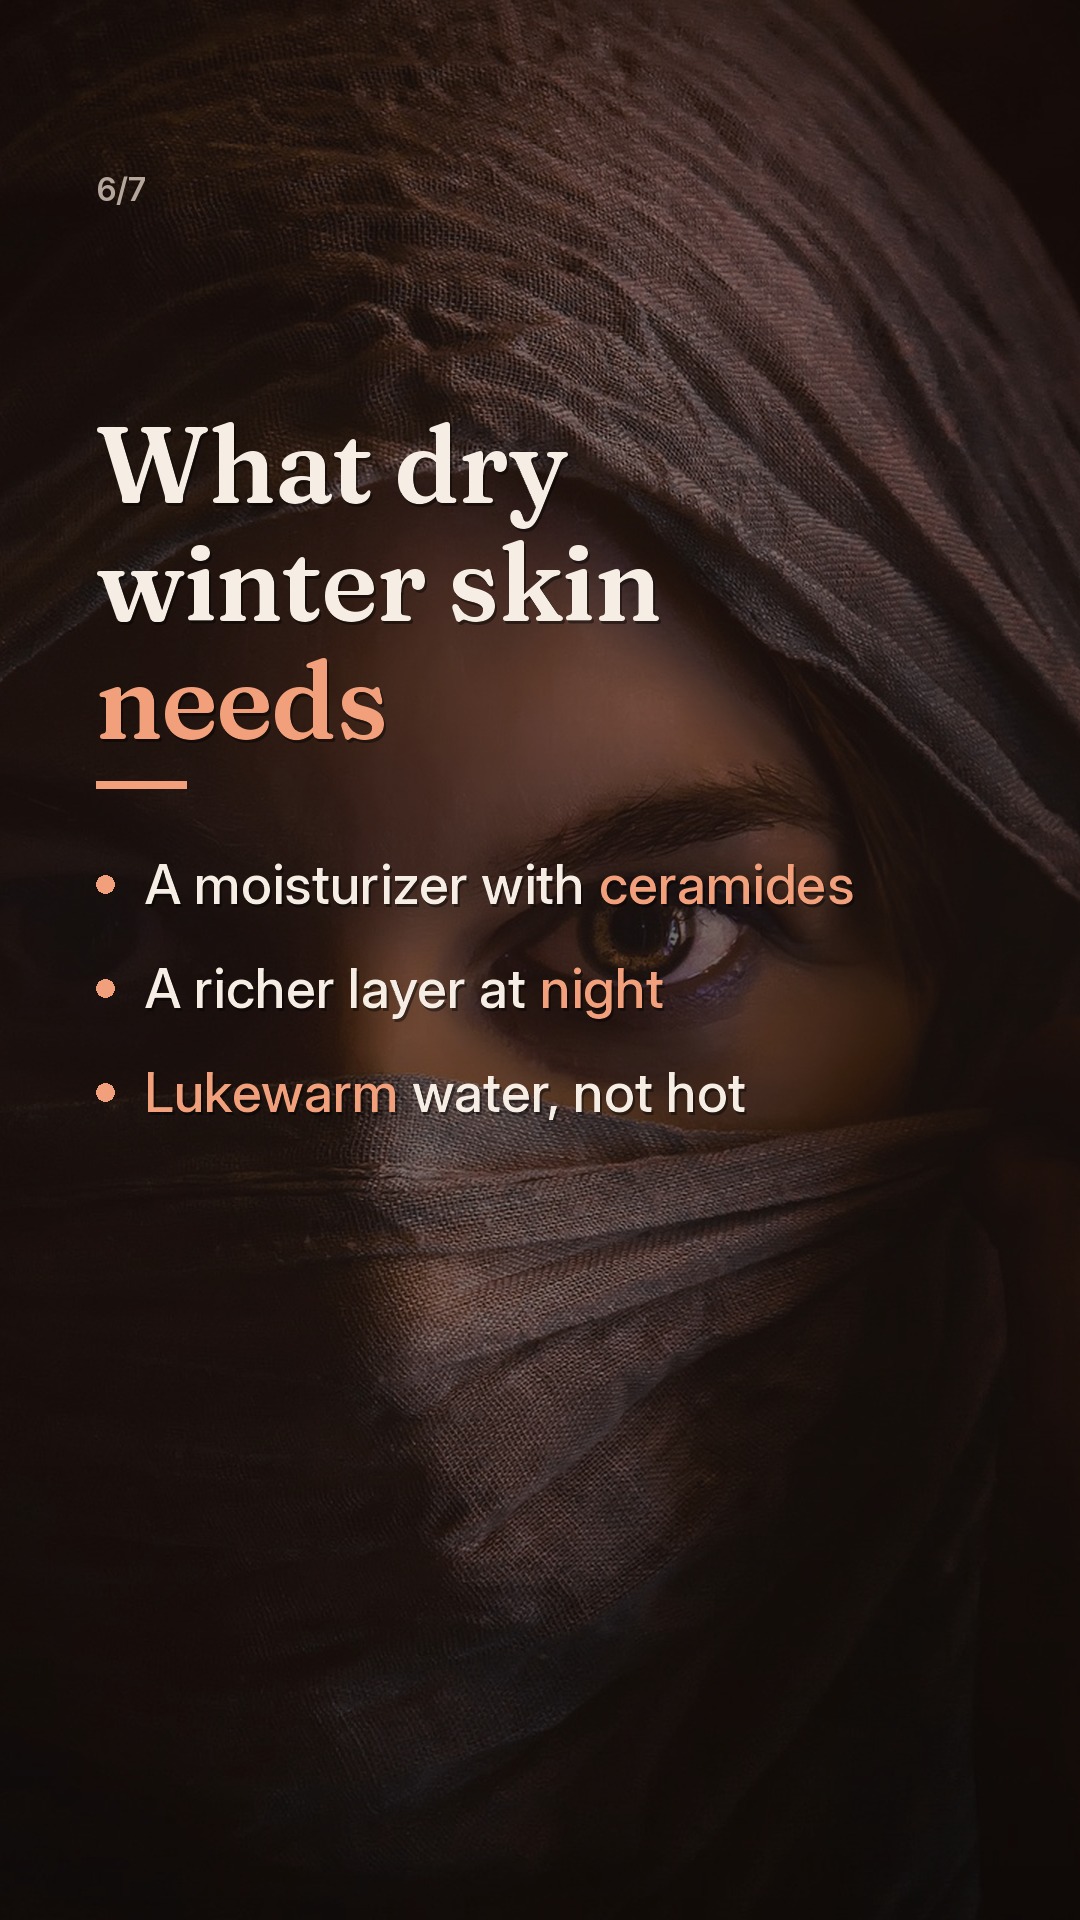 6/7
What dry
winter skin
needs
A moisturizer with ceramides
A richer layer at night
Lukewarm water, not hot